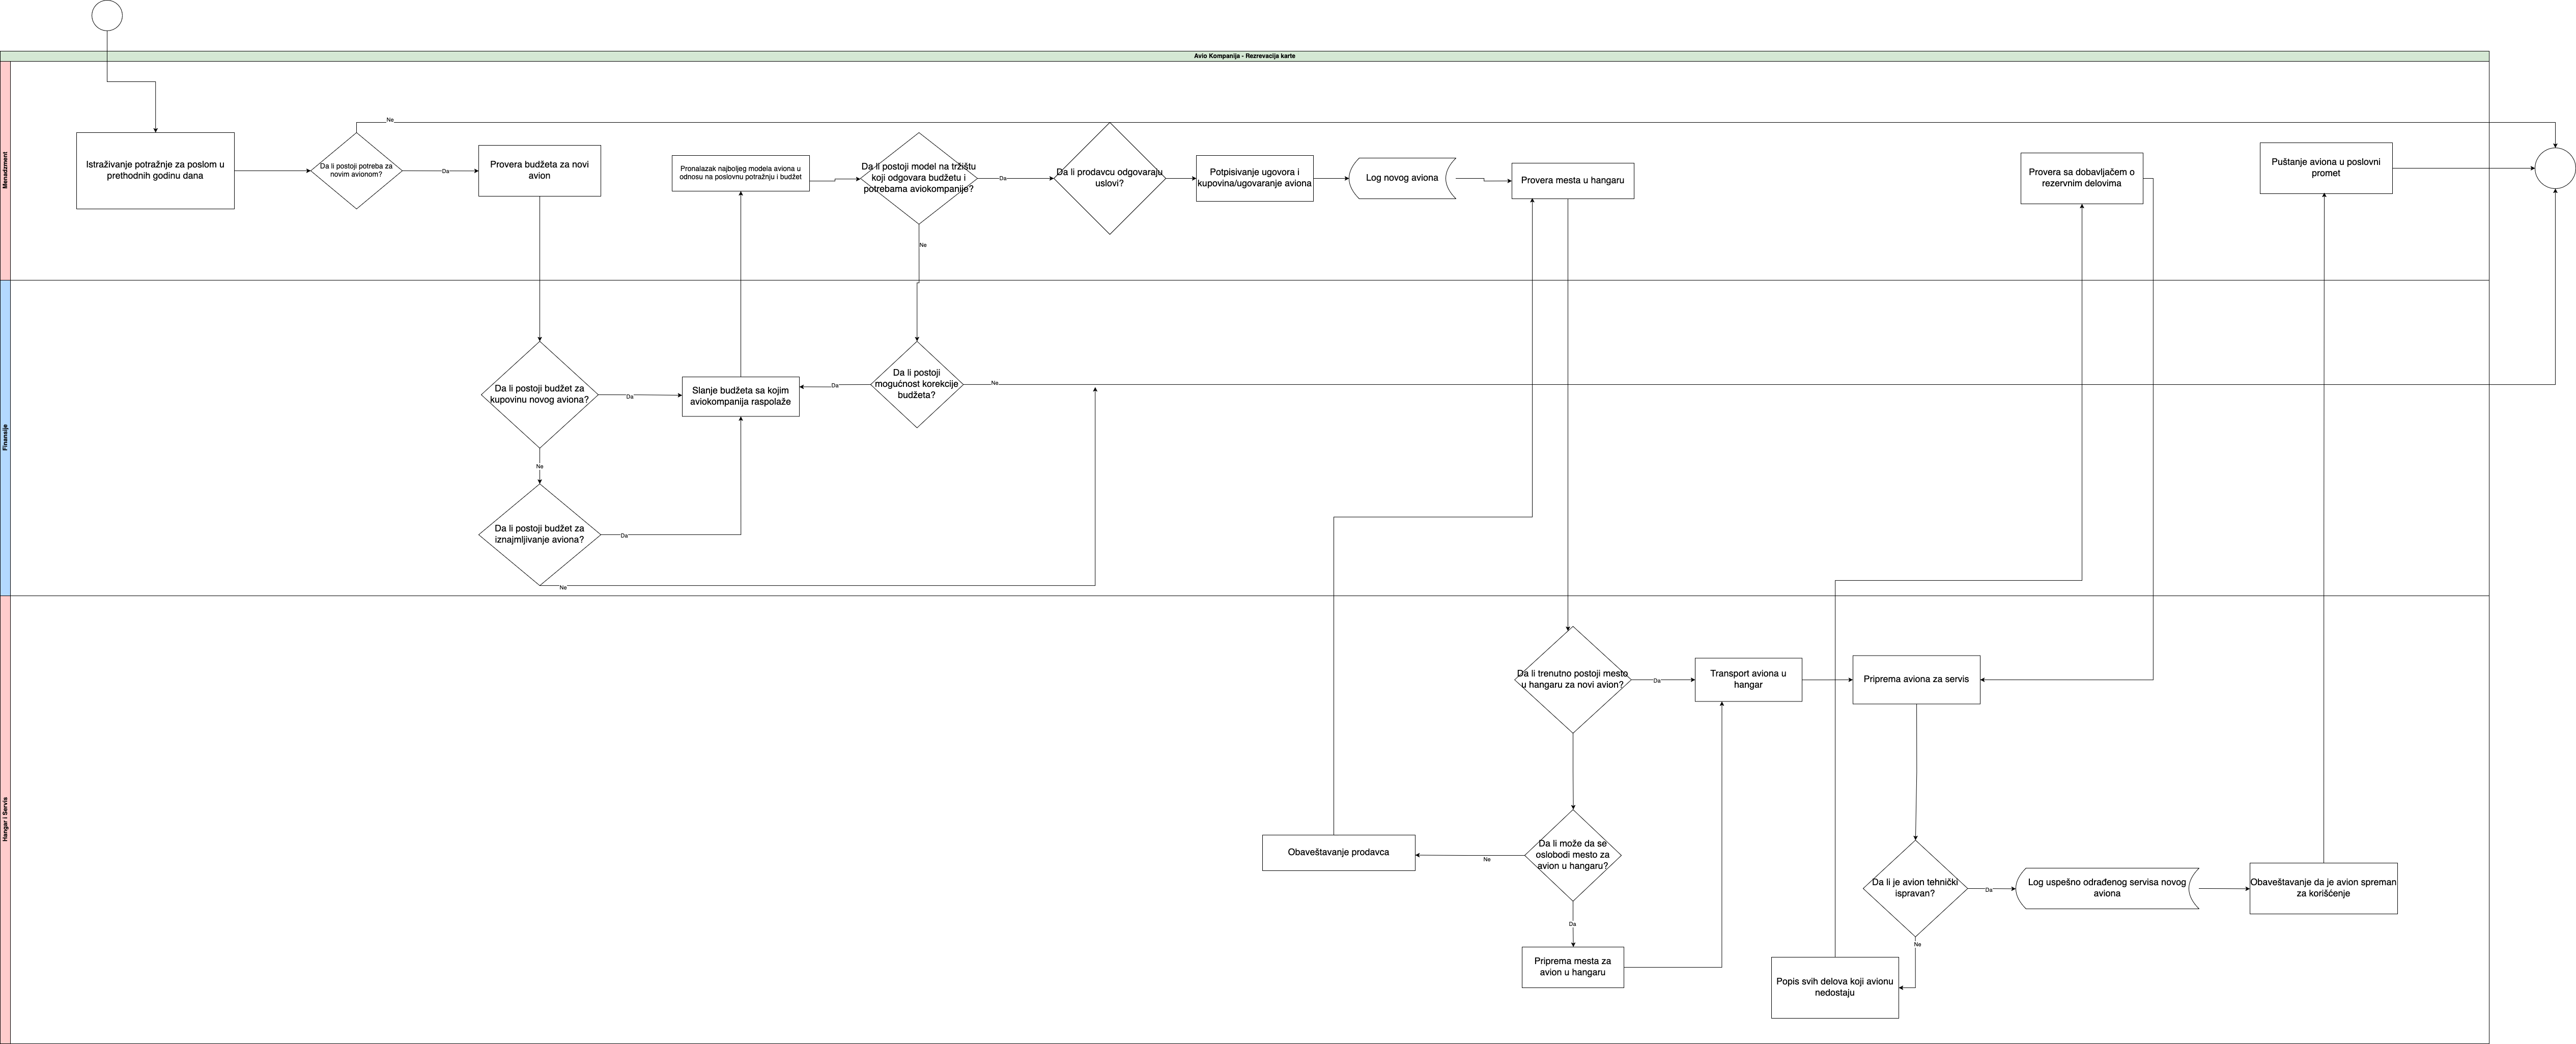 Avio Kompanija - Rezrevacija karte
Menadzment
Istraživanje potražnje za poslom u
prethodnih godinu dana
Da li postoji potreba za
novim avionom?
Ne
Da
Provera budžeta za novi
avion
Pronalazak najboljeg modela aviona u
odnosu na poslovnu potražnju i budžet
Da li postoji model na tržištu
koji odgovara budžetu i
potrebama aviokompanije?
Da
Ne
Da li prodavcu odgovaraju
uslovi?
Potpisivanje ugovora i
kupovina/ugovaranje aviona
Log novog aviona
Provera mesta u hangaru
Provera sa dobavljačem o
rezervnim delovima
Puštanje aviona u poslovni
promet
Finansije
Da li postoji budžet za
kupovinu novog aviona?
Da
Ne
Slanje budžeta sa kojim
aviokompanija raspolaže
Da
Da li postoji
mogućnost korekcije
budžeta?
Ne
Da li postoji budžet za
iznajmljivanje aviona?
Da
Ne
Hangar i Servis
Da li trenutno postoji mesto
u hangaru za novi avion?
Da
Transport aviona u
hangar
Priprema aviona za servis
Obaveštavanje prodavca
Ne
Da li može da se
oslobodi mesto za
avion u hangaru?
Da
Priprema mesta za
avion u hangaru
Da li je avion tehnički
ispravan?
Da
Ne
Log uspešno odrađenog servisa novog
aviona
Obaveštavanje da je avion spreman
za korišćenje
Popis svih delova koji avionu
nedostaju